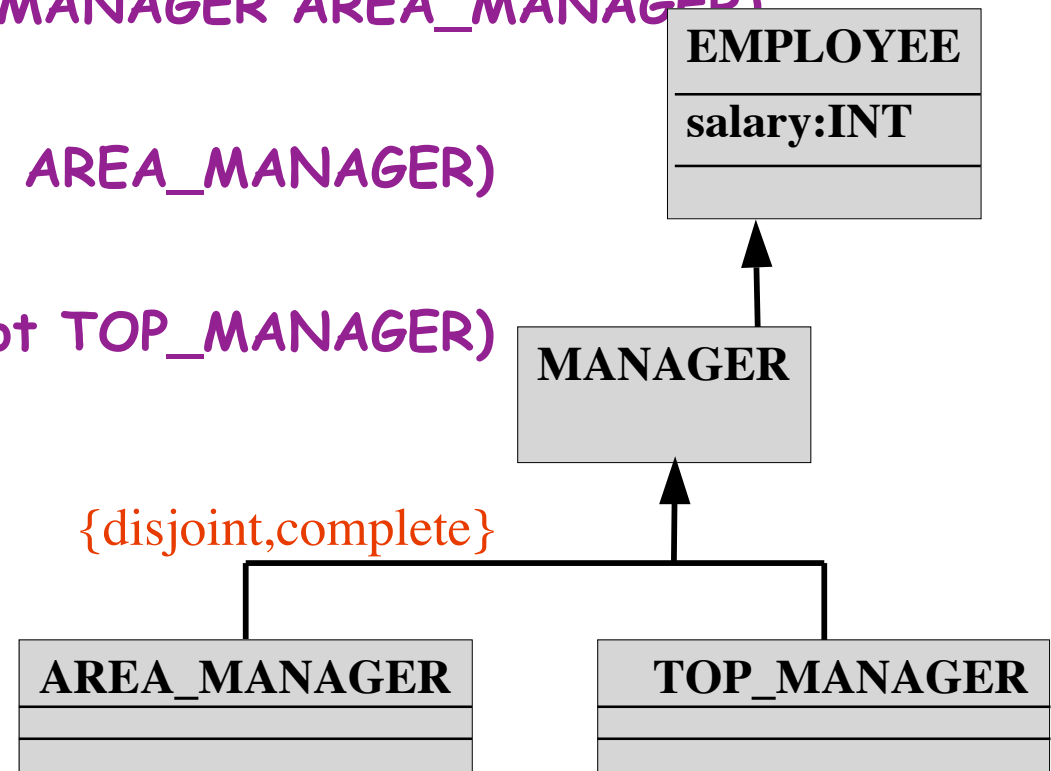 MANAGER AREA_MANAGER)
EMPLOYEE
salary:INT
AREA_MANAGER)
TOP_MANAGER)
MANAGER
{disjoint,complete}
AREA_MANAGER
TOP_MANAGER